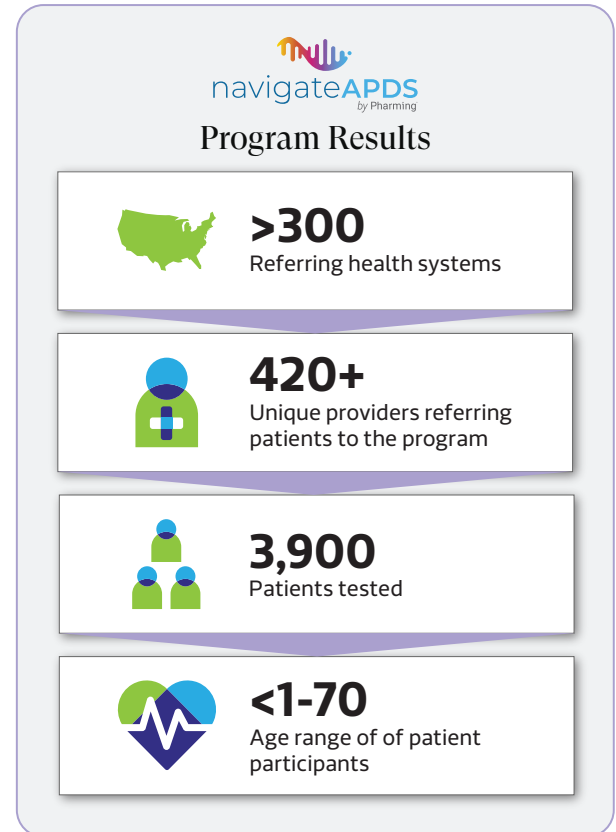 navigateAPDS
by Pharming
Program Results
>300
Referring health systems
420+
Unique providers referring
patients to the program
3,900
Patients tested
<1-70
Age range of of patient
participants